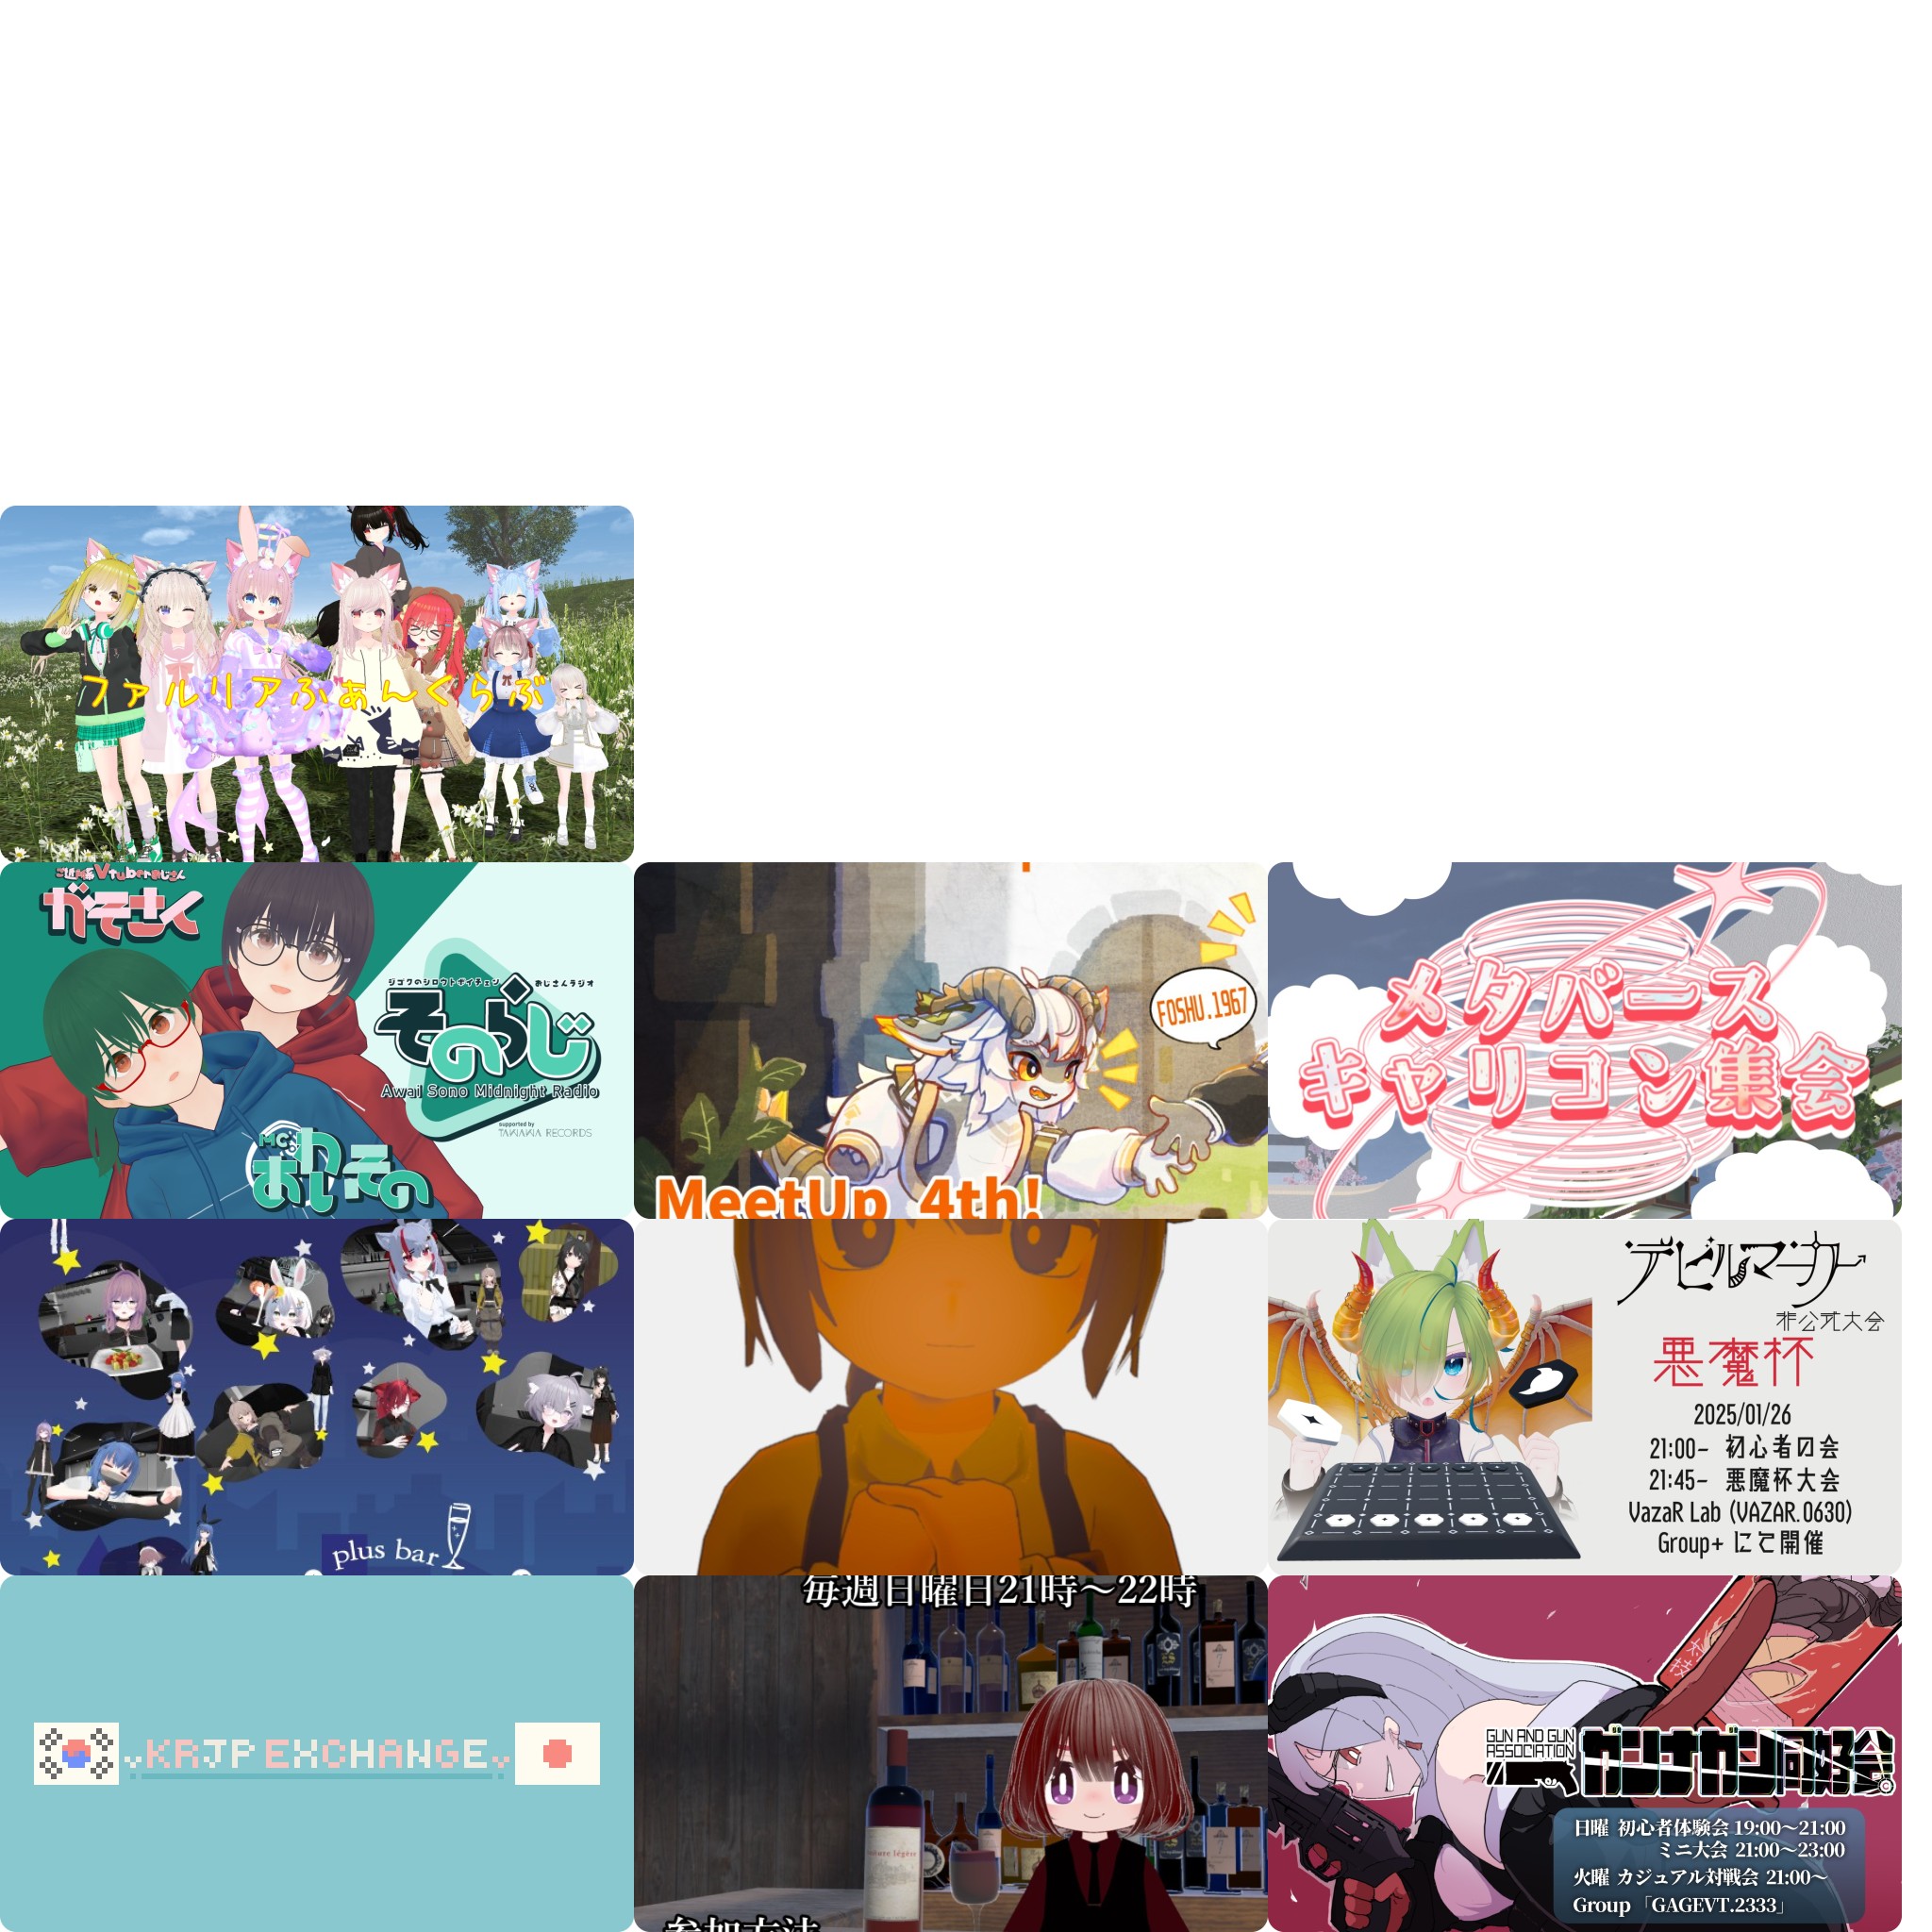 ファルリアふぁんくらぶ
ご近所系Vtuberおじさん
がそさく
ジゴクのシロウトボイチェン おじさんラジオ
そのらじ
Awai Sono Midnight Radio
supported by
TAWAWA RECORDS
MC:
あわいその
FOSHU.1967
MeetUp 4th!
メタバース
キャリコン集会
plus bar
デビルマーカー
非公式大会
悪魔杯
2025/01/26
21:00- 初心者の会
21:45- 悪魔杯大会
VazaR Lab (VAZAR.0630)
Group+ にて開催
KRJP EXCHANGE
毎週日曜日21時～22時
参加方法
GUN AND GUN
ASSOCIATION
ガンナガン同好会
日曜 初心者体験会 19:00～21:00
ミニ大会 21:00～23:00
火曜 カジュアル対戦会 21:00～
Group 「GAGEVT.2333」